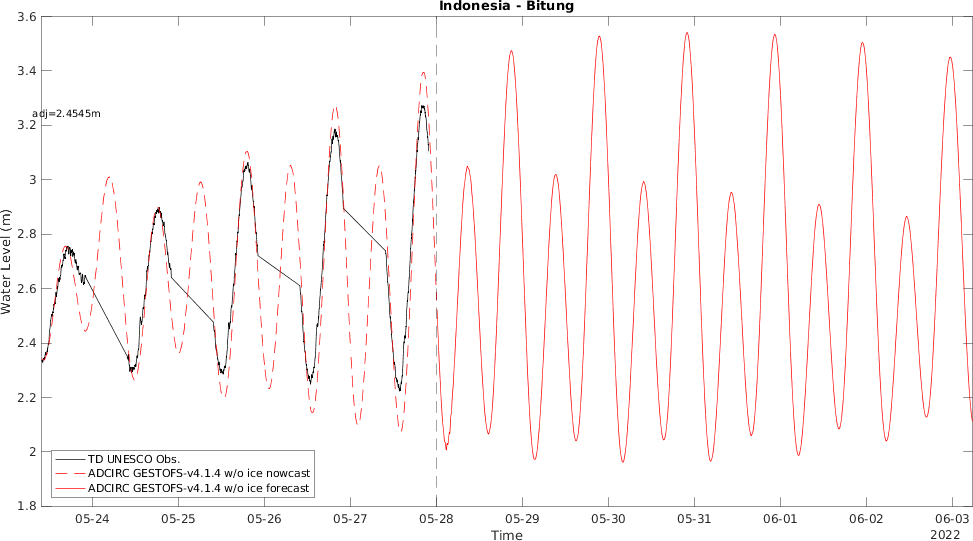 Indonesia - Bitung
3.6
3.4
adj=2.4545m
3.2
3
2.8
2.6
2.4
2.2
2
1.8
Water Level (m)
TD UNESCO Obs.
ADCIRC GESTOFS-v4.1.4 w/o ice nowcast
ADCIRC GESTOFS-v4.1.4 w/o ice forecast
05-24 05-25 05-26 05-27 05-28 05-29 05-30 05-31 06-01 06-02 06-03
Time
2022